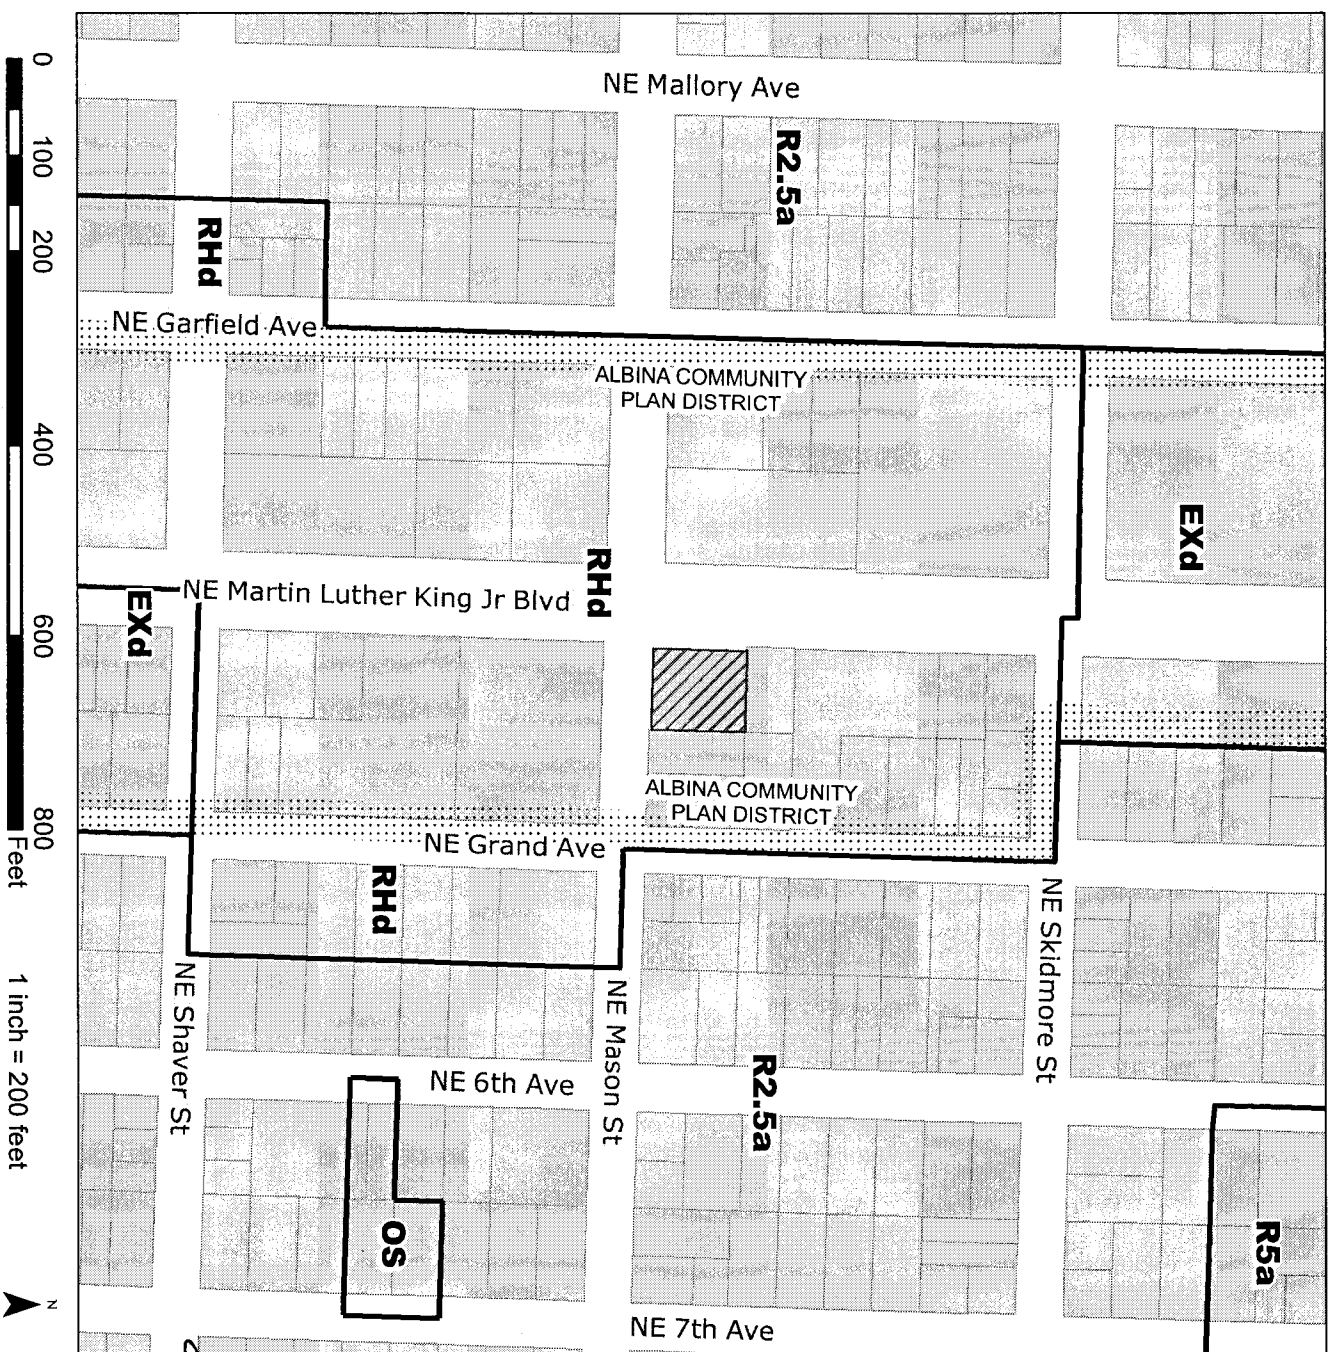 NE Mallory Ave
R2.5a
RHd
NE Garfield Ave
ALBINA COMMUNITY
PLAN DISTRICT
EXd
RHd
NE Martin Luther King Jr Blvd
EXd
ALBINA COMMUNITY
PLAN DISTRICT
NE Grand Ave
RHd
NE Skidmore St
NE Shaver St
NE Mason St
NE 6th Ave
R2.5a
OS
R5a
NE 7th Ave
0 100 200 400 600 800
Feet
1 inch = 200 feet
N